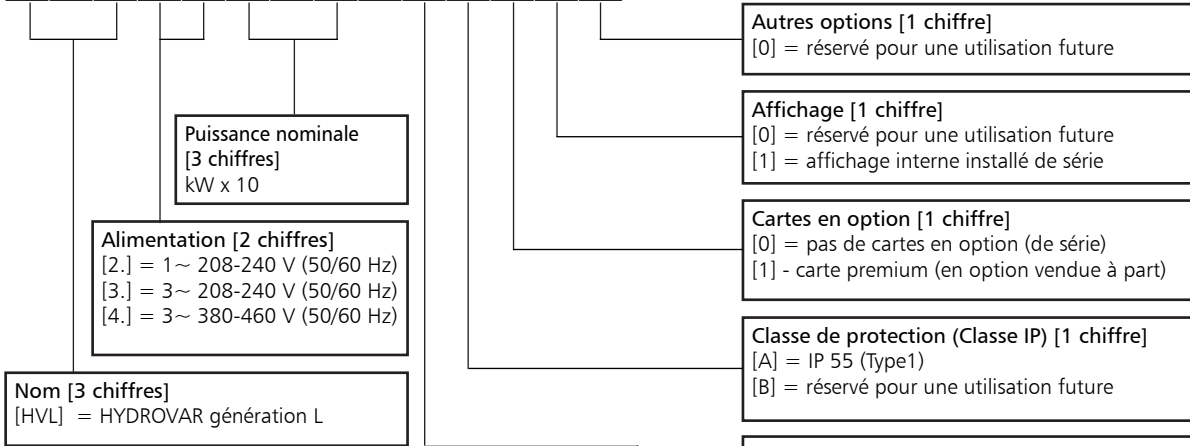 Autres options [1 chiffre]
[0] = réservé pour une utilisation future
Affichage [1 chiffre]
[0] = réservé pour une utilisation future
[1] = affichage interne installé de série
Puissance nominale
[3 chiffres]
kW x 10
Cartes en option [1 chiffre]
[0] = pas de cartes en option (de série)
[1] - carte premium (en option vendue à part)
Alimentation [2 chiffres]
[2.] = 1~ 208-240 V (50/60 Hz)
[3.] = 3~ 208-240 V (50/60 Hz)
[4.] = 3~ 380-460 V (50/60 Hz)
Classe de protection (Classe IP) [1 chiffre]
[A] = IP 55 (Type1)
[B] = réservé pour une utilisation future
Nom [3 chiffres]
[HVL] = HYDROVAR génération L